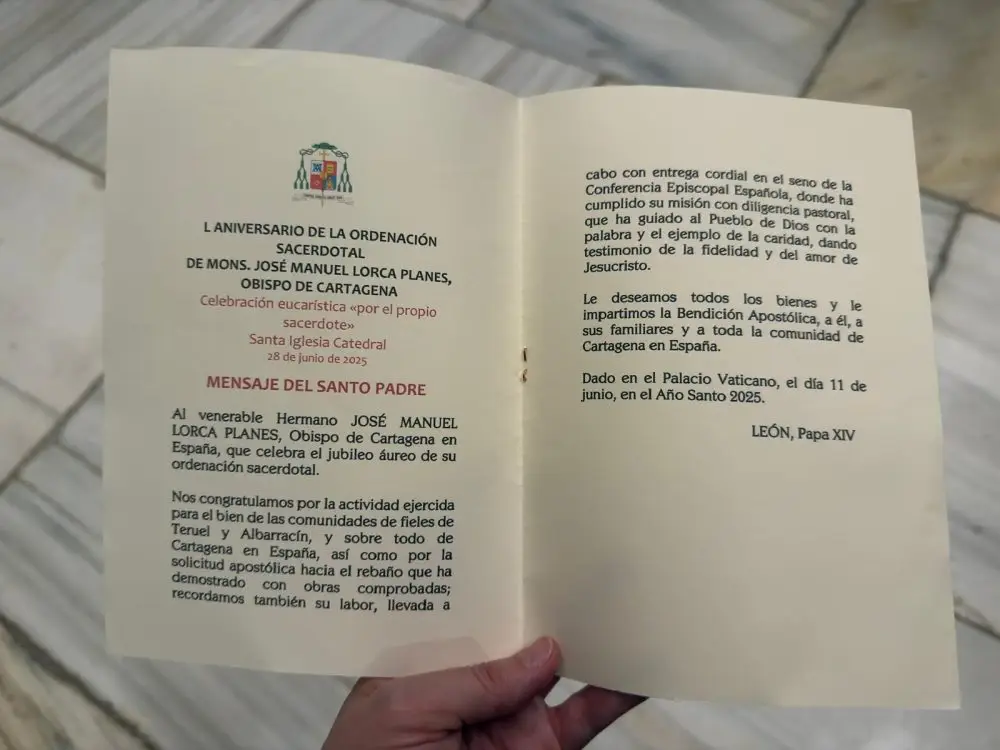 L ANIVERSARIO DE LA ORDENACIÓN
SACERDOTAL
DE MONS. JOSÉ MANUEL LORCA PLANES,
OBISPO DE CARTAGENA
Celebración eucarística «por el propio
sacerdote»
Santa Iglesia Catedral
28 de junio de 2025
MENSAJE DEL SANTO PADRE
Al venerable Hermano JOSÉ MANUEL
LORCA PLANES, Obispo de Cartagena en
España, que celebra el jubileo áureo de su
ordenación sacerdotal.
Nos congratulamos por la actividad ejercida
para el bien de las comunidades de fieles de
Teruel y Albarracín, y sobre todo de
Cartagena en España, así como por la
solicitud apostólica hacia el rebaño que ha
demostrado con obras comprobadas;
recordamos también su labor, llevada a
cabo con entrega cordial en el seno de la
Conferencia Episcopal Española, donde ha
cumplido su misión con diligencia pastoral,
que ha guiado al Pueblo de Dios con la
palabra y el ejemplo de la caridad, dando
testimonio de la fidelidad y del amor de
Jesucristo.
Le deseamos todos los bienes y le
impartimos la Bendición Apostólica, a él, a
sus familiares y a toda la comunidad de
Cartagena en España.
Dado en el Palacio Vaticano, el día 11 de
junio, en el Año Santo 2025.
LEÓN, Papa XIV